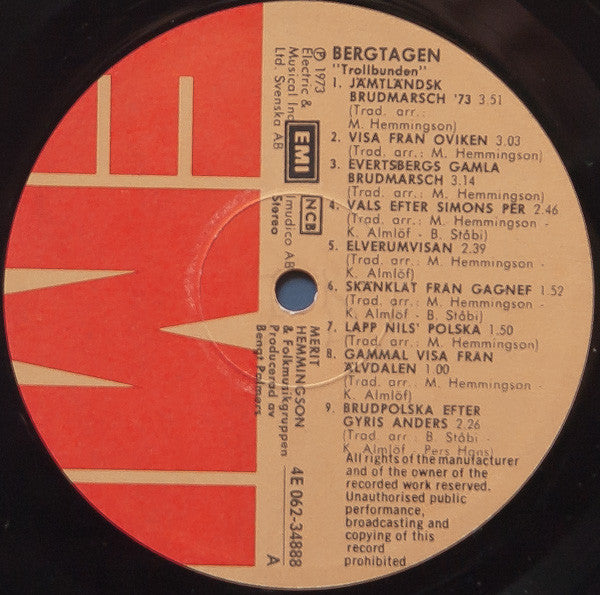 BERGTAGEN
"Trollbunden"
1. JÄMTLÄNDSK
BRUDMARSCH '73 3.51
(Trad. arr.:
M. Hemmingson)
2. VISA FRÅN OVIKEN 3.03
(Trad. arr.: M. Hemmingson)
3. EVERTSBERGS GAMLA
BRUDMARSCH 3.14
(Trad. arr.: M. Hemmingson)
4. VALS EFTER SIMONS PER 2.46
(Trad. arr.: M. Hemmingson -
K. Almlöf - B. Ståbi)
5. ELVERUMVISAN 2.39
(Trad. arr.: M. Hemmingson -
K. Almlöf)
6. SKÄNKLÅT FRÅN GAGNEF 1.52
(Trad. arr.: M. Hemmingson -
K. Almlöf - B. Ståbi)
7. LAPP NILS' POLSKA 1.50
(Trad. arr.: M. Hemmingson)
8. GAMMAL VISA FRÅN
ÄLVDALEN 1.00
(Trad. arr.: M. Hemmingson -
K. Almlöf)
9. BRUDPOLSKA EFTER
GYRIS ANDERS 2.26
(Trad. arr.: B. Ståbi -
K. Almlöf - Pers Hans)
All rights of the manufacturer
and of the owner of the
recorded work reserved.
Unauthorised public
performance,
broadcasting and
copying of this
record
prohibited
℗ 1973
Electric &
Musical Ind.
Ltd. Svenska AB
EMI
NCB
Imudico AB
Stereo
MERIT
HEMMINGSON
& Folkmusikgruppen
Producerad av
Bengt Palmers
4E 062-34888
A
EMI